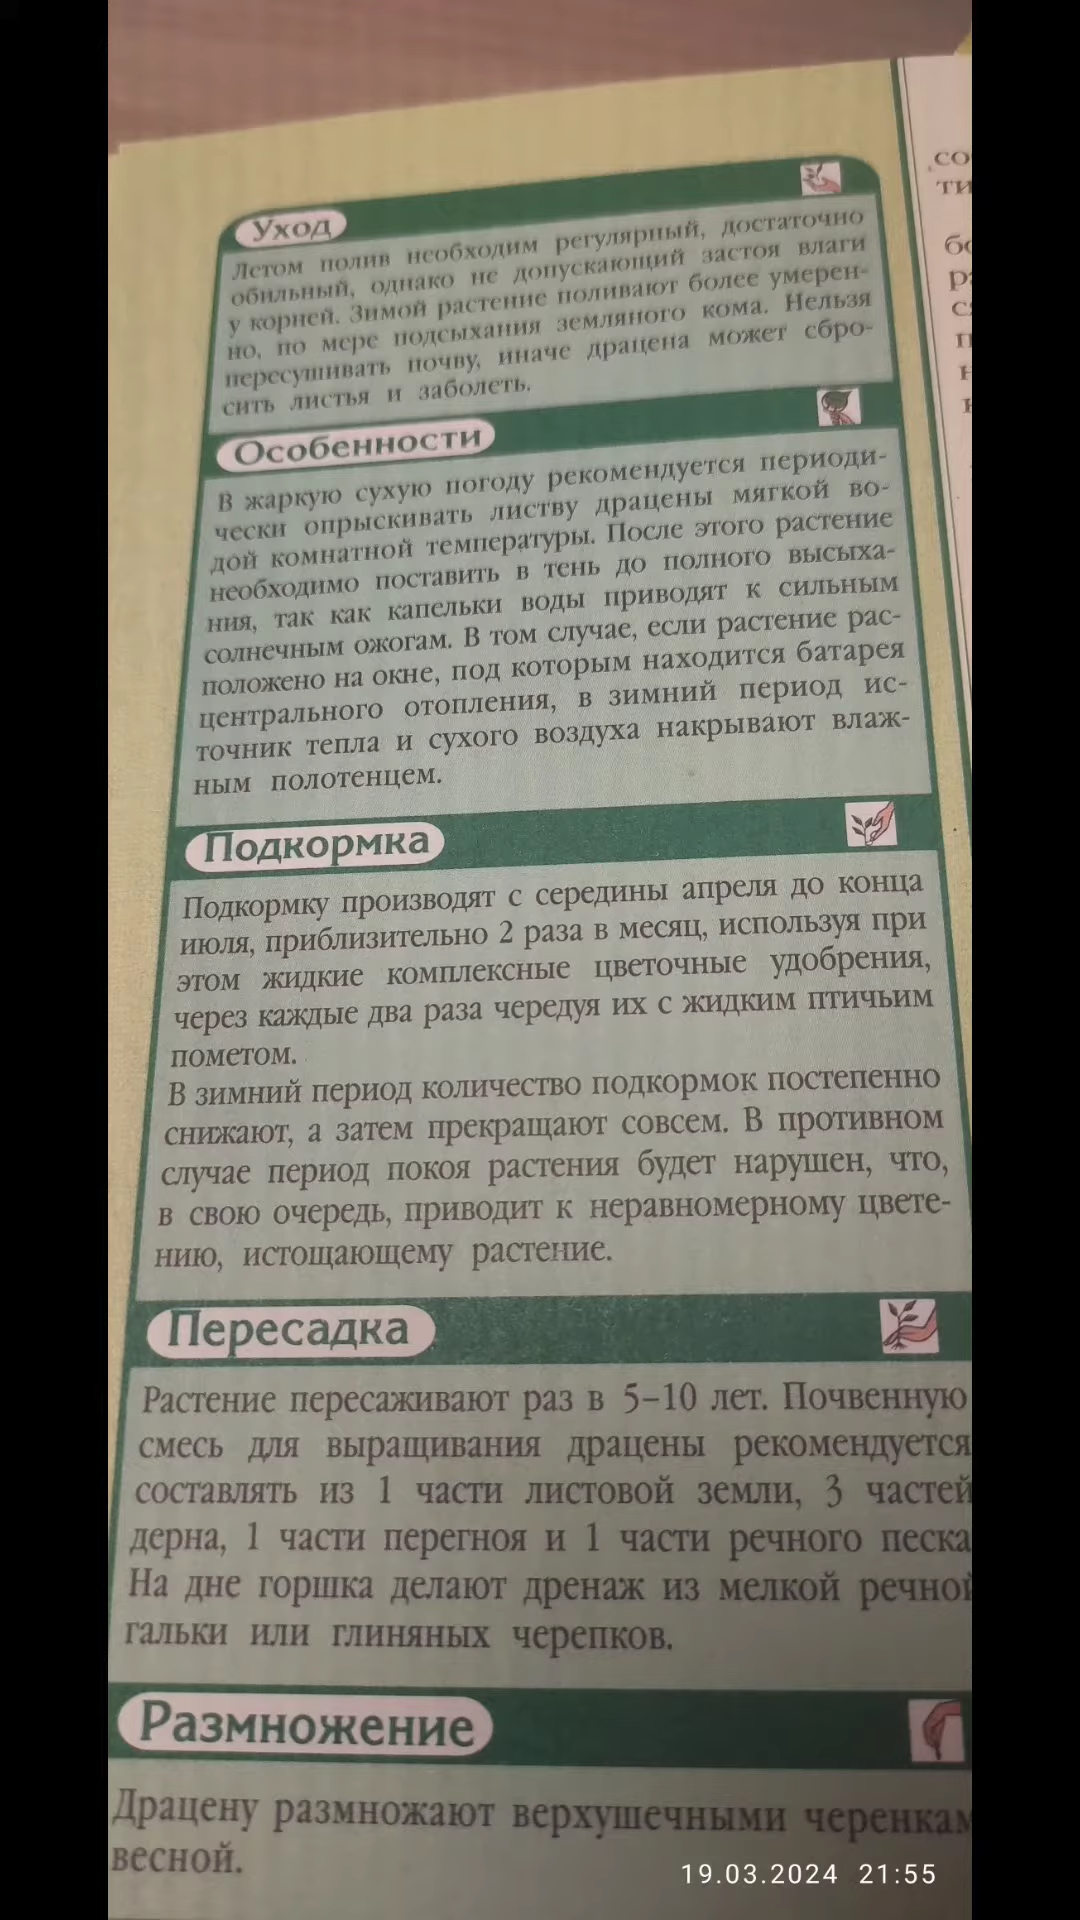 Уход
Летом полив необходим регулярный, достаточно
обильный, однако не допускающий застоя влаги
у корней. Зимой растение поливают более умерен-
но, по мере подсыхания земляного кома. Нельзя
пересушивать почву, иначе драцена может сбро-
сить листья и заболеть.
Особенности
В жаркую сухую погоду рекомендуется периоди-
чески опрыскивать листву драцены мягкой во-
дой комнатной температуры. После этого растение
необходимо поставить в тень до полного высыха-
ния, так как капельки воды приводят к сильным
солнечным ожогам. В том случае, если растение рас-
положено на окне, под которым находится батарея
центрального отопления, в зимний период ис-
точник тепла и сухого воздуха накрывают влаж-
ным полотенцем.
Подкормка
Подкормку производят с середины апреля до конца
июля, приблизительно 2 раза в месяц, используя при
этом жидкие комплексные цветочные удобрения,
через каждые два раза чередуя их с жидким птичьим
пометом.
В зимний период количество подкормок постепенно
снижают, а затем прекращают совсем. В противном
случае период покоя растения будет нарушен, что,
в свою очередь, приводит к неравномерному цвете-
нию, истощающему растение.
Пересадка
Растение пересаживают раз в 5–10 лет. Почвенную
смесь для выращивания драцены рекомендуется
составлять из 1 части листовой земли, 3 частей
дерна, 1 части перегноя и 1 части речного песка
На дне горшка делают дренаж из мелкой речной
гальки или глиняных черепков.
Размножение
Драцену размножают верхушечными черенкам
весной.
19.03.2024 21:55